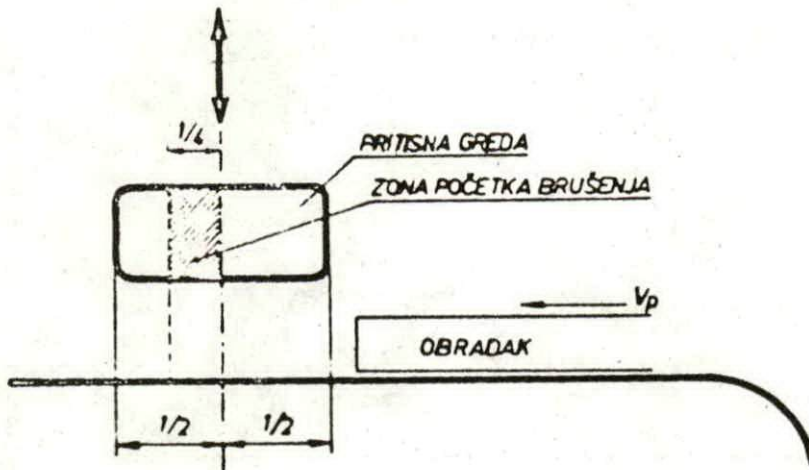 1/4
PRITISNA GREDA
ZONA POČETKA BRUŠENJA
Vp
OBRADAK
1/2
1/2